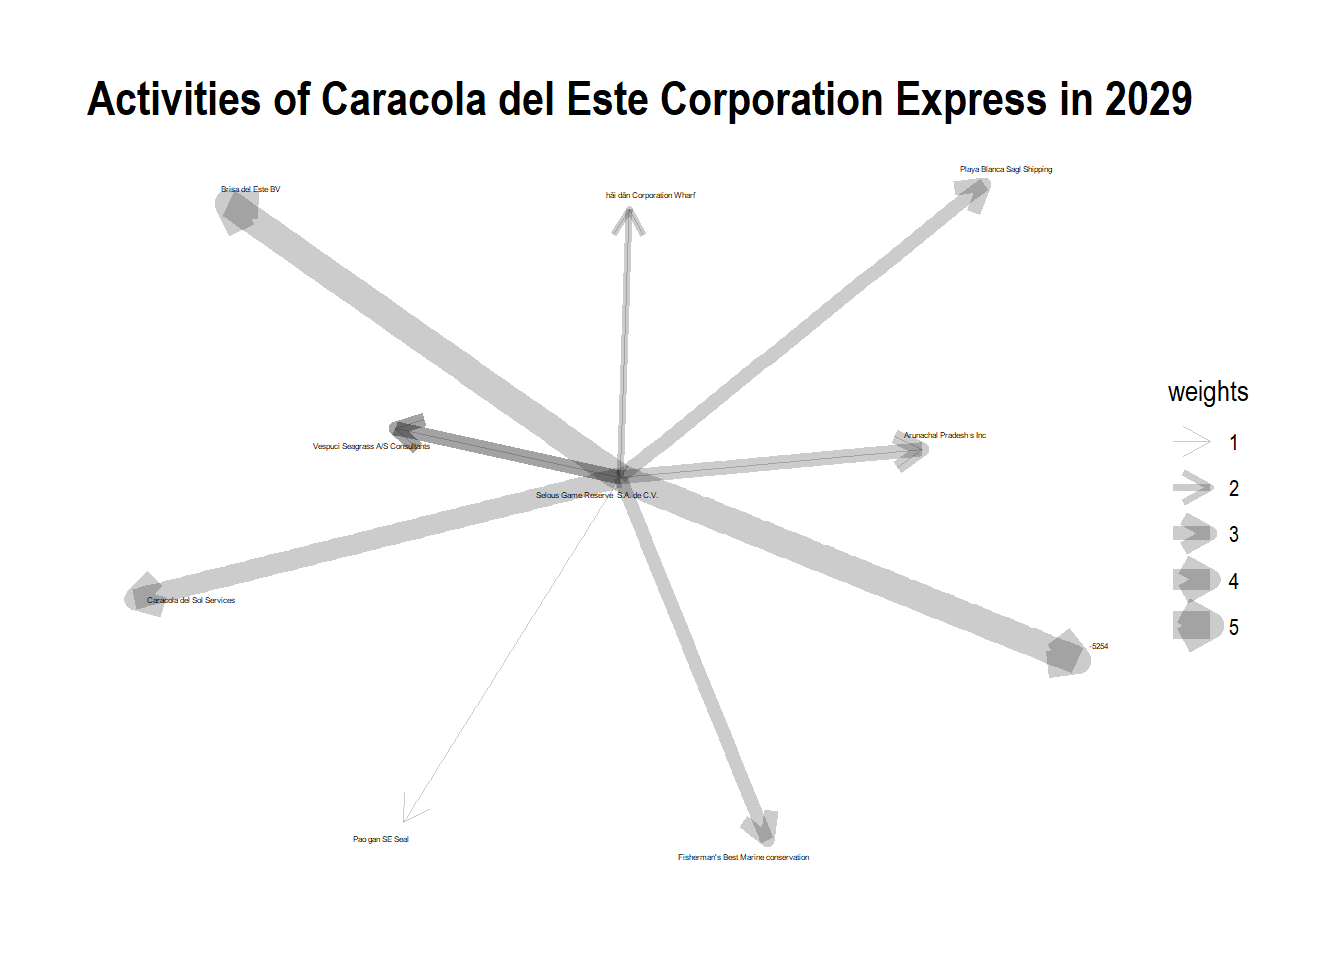 Activities of Caracola del Este Corporation Express in 2029
Playa Blanca Sagl Shipping
Brisa del Este BV
hǎi dǎn Corporation Wharf
weights
Arunachal Pradesh s Inc
1
Vespuci Seagrass A/S Consultants
2
Selous Game Reserve S.A. de C.V.
3
4
Caracola del Sol Services
5
-5254
Pao gan SE Seal
Fisherman's Best Marine conservation